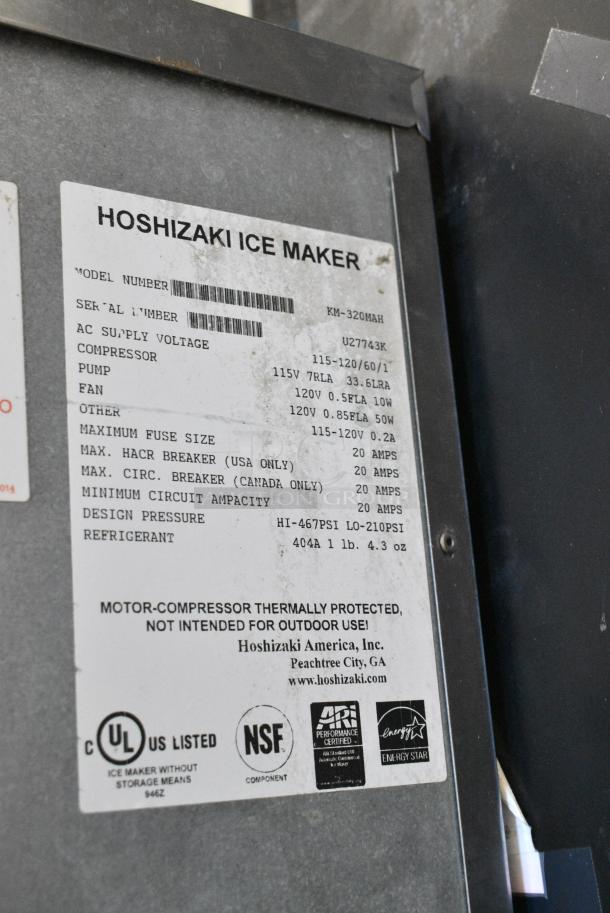 HOSHIZAKI ICE MAKER
MODEL NUMBER KM-320MAH
SERIAL NUMBER U27743K
AC SUPPLY VOLTAGE 115-120/60/1
COMPRESSOR 115V 7RLA 33.6LRA
PUMP 120V 0.5FLA 10W
FAN 120V 0.85FLA 50W
OTHER 115-120V 0.2A
MAXIMUM FUSE SIZE 20 AMPS
MAX. HACR BREAKER (USA ONLY) 20 AMPS
MAX. CIRC. BREAKER (CANADA ONLY) 20 AMPS
MINIMUM CIRCUIT AMPACITY 20 AMPS
DESIGN PRESSURE HI-467PSI LO-210PSI
REFRIGERANT 404A 1 lb. 4.3 oz
MOTOR-COMPRESSOR THERMALLY PROTECTED,
NOT INTENDED FOR OUTDOOR USE!
Hoshizaki America, Inc.
Peachtree City, GA
www.hoshizaki.com
C UL US LISTED
ICE MAKER WITHOUT
STORAGE MEANS
946Z
NSF
COMPONENT
ARi
PERFORMANCE
CERTIFIED
energy
ENERGY STAR
O
014